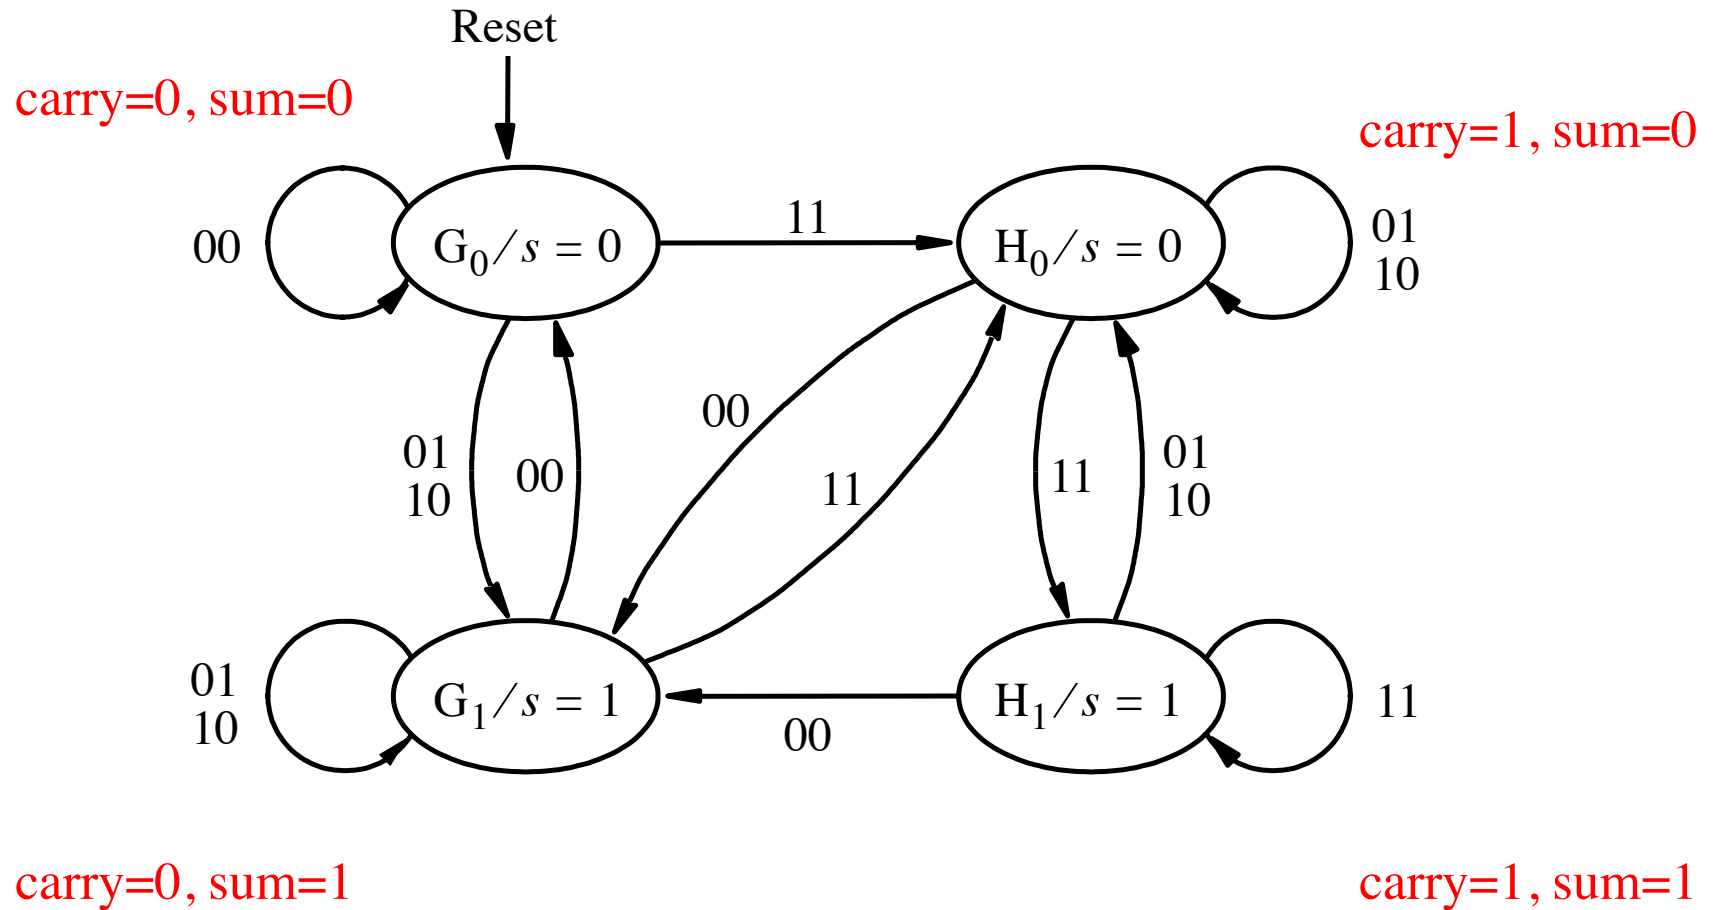 Reset
carry=0, sum=0
carry=1, sum=0
00
G₀/s = 0
11
H₀/s = 0
01
10
01
10
00
00
11
11
01
10
01
10
G₁/s = 1
00
H₁/s = 1
11
carry=0, sum=1
carry=1, sum=1